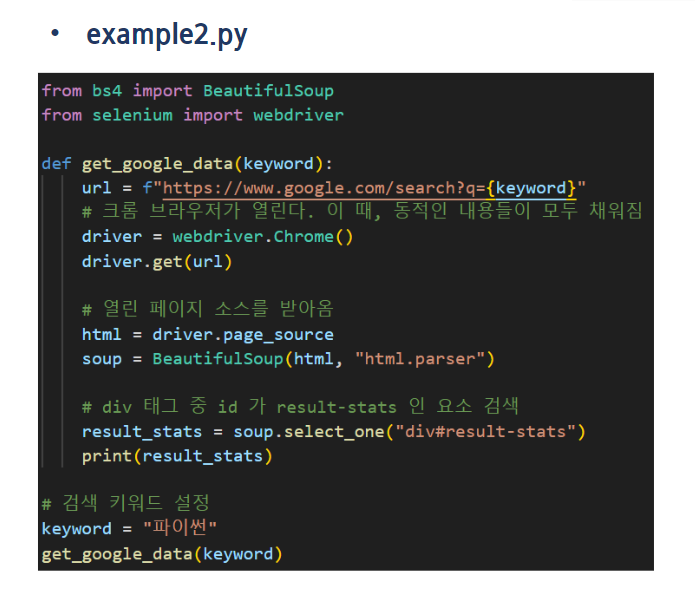 • example2.py
from bs4 import BeautifulSoup
from selenium import webdriver
def get_google_data(keyword):
    url = f"https://www.google.com/search?q={keyword}"
    # 크롬 브라우저가 열린다. 이 때, 동적인 내용들이 모두 채워짐
    driver = webdriver.Chrome()
    driver.get(url)
    # 열린 페이지 소스를 받아옴
    html = driver.page_source
    soup = BeautifulSoup(html, "html.parser")
    # div 태그 중 id 가 result-stats 인 요소 검색
    result_stats = soup.select_one("div#result-stats")
    print(result_stats)
# 검색 키워드 설정
keyword = "파이썬"
get_google_data(keyword)